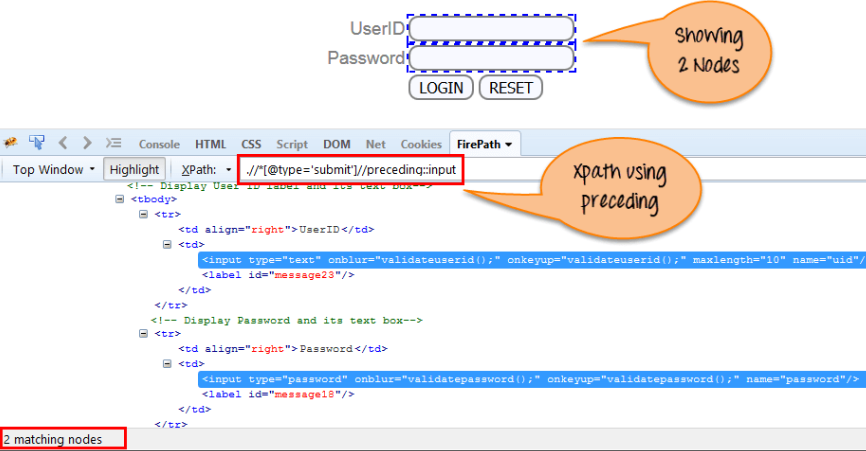 UserID
Password
LOGIN RESET
Showing
2 Nodes
Console HTML CSS Script DOM Net Cookies FirePath
Top Window Highlight XPath: .//*[@type='submit']//preceding::input
Xpath using
preceding
<!-- Display User ID label and its text box-->
<tbody>
<tr>
<td align="right">UserID</td>
<td>
<input type="text" onblur="validateuserid();" onkeyup="validateuserid();" maxlength="10" name="uid"/
<label id="message23"/>
</td>
</tr>
<!-- Display Password and its text box-->
<tr>
<td align="right">Password</td>
<td>
<input type="password" onblur="validatepassword();" onkeyup="validatepassword();" name="password"/>
<label id="message18"/>
</td>
</tr>
2 matching nodes